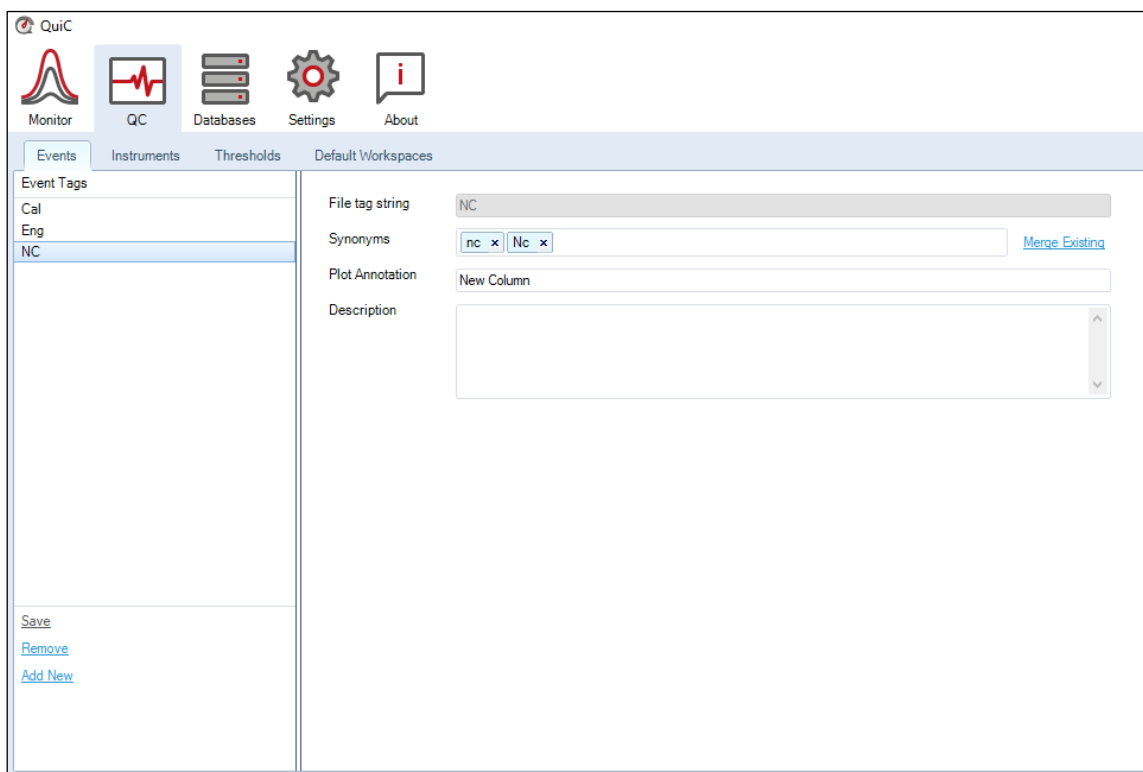 QuiC
Monitor QC Databases Settings About
Events Instruments Thresholds Default Workspaces
Event Tags
Cal
Eng
NC
File tag string NC
Synonyms nc x Nc x Merge Existing
Plot Annotation New Column
Description
Save
Remove
Add New